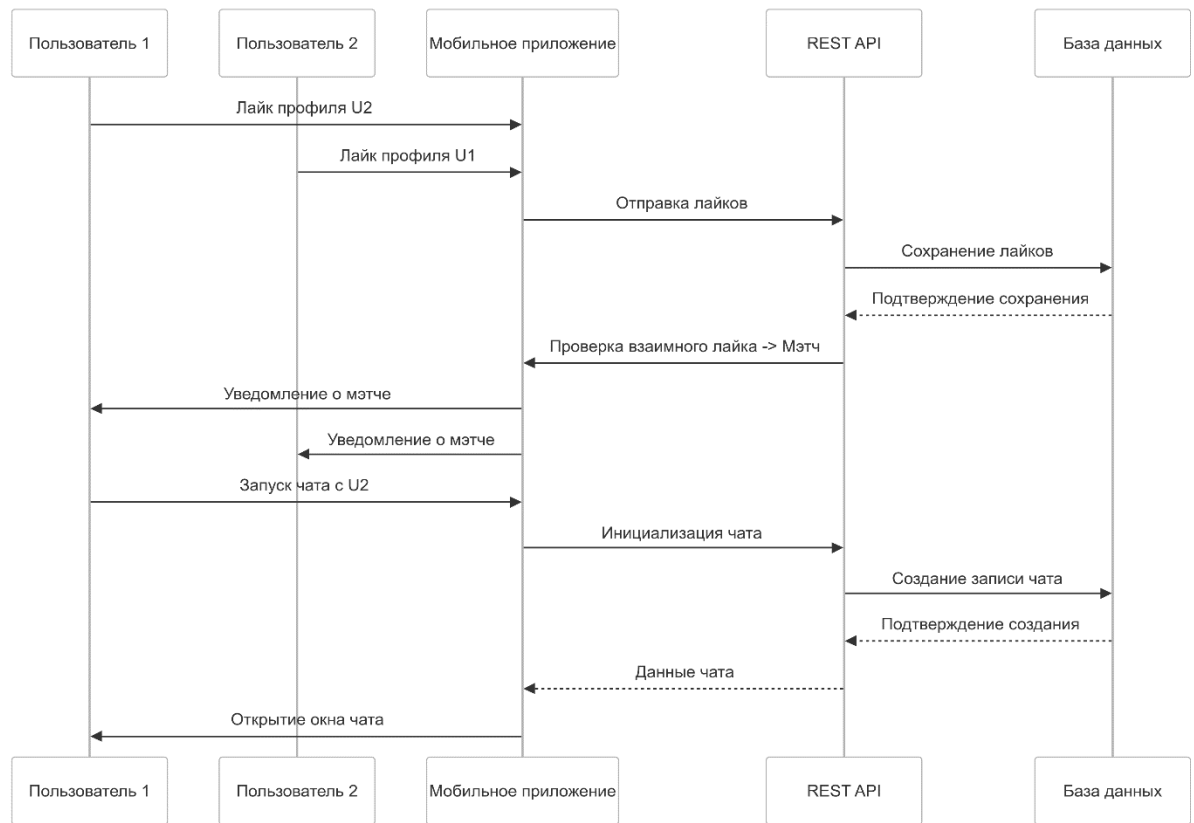 Пользователь 1
Пользователь 2
Мобильное приложение
REST API
База данных
Лайк профиля U2
Лайк профиля U1
Отправка лайков
Сохранение лайков
Подтверждение сохранения
Проверка взаимного лайка -> Мэтч
Уведомление о мэтче
Уведомление о мэтче
Запуск чата с U2
Инициализация чата
Создание записи чата
Подтверждение создания
Данные чата
Открытие окна чата
Пользователь 1
Пользователь 2
Мобильное приложение
REST API
База данных